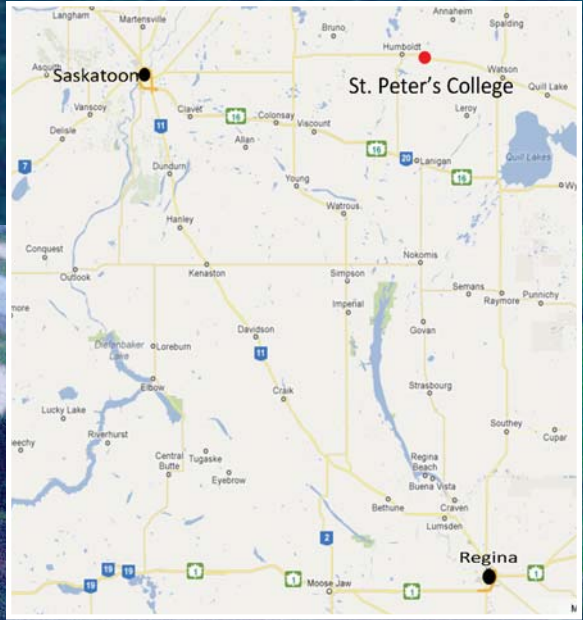 Langham
Martensville
Bruno
Annaheim
Spalding
Humboldt
Asquith
Saskatoon
St. Peter's College
Watson
Quill Lake
Vanscoy
Clavet
16
Colonsay
Viscount
Leroy
Delisle
11
Allan
16
20
Lanigan
Quill Lakes
7
Dundurn
Young
16
Wy
Watrous
Hanley
Conquest
Outlook
Kenaston
Simpson
Nokomis
Semans
Raymore
Punnichy
more
Imperial
Govan
Diefenbaker
Lake
Loreburn
Davidson
11
Elbow
Craik
Strasbourg
Lucky Lake
Southey
Cupar
eechy
Riverhurst
Central
Butte
Tugaske
Eyebrow
Regina
Beach
Buena Vista
Bethune
Craven
Lumsden
2
Regina
19
19
19
1
1
Moose Jaw
1
1
M